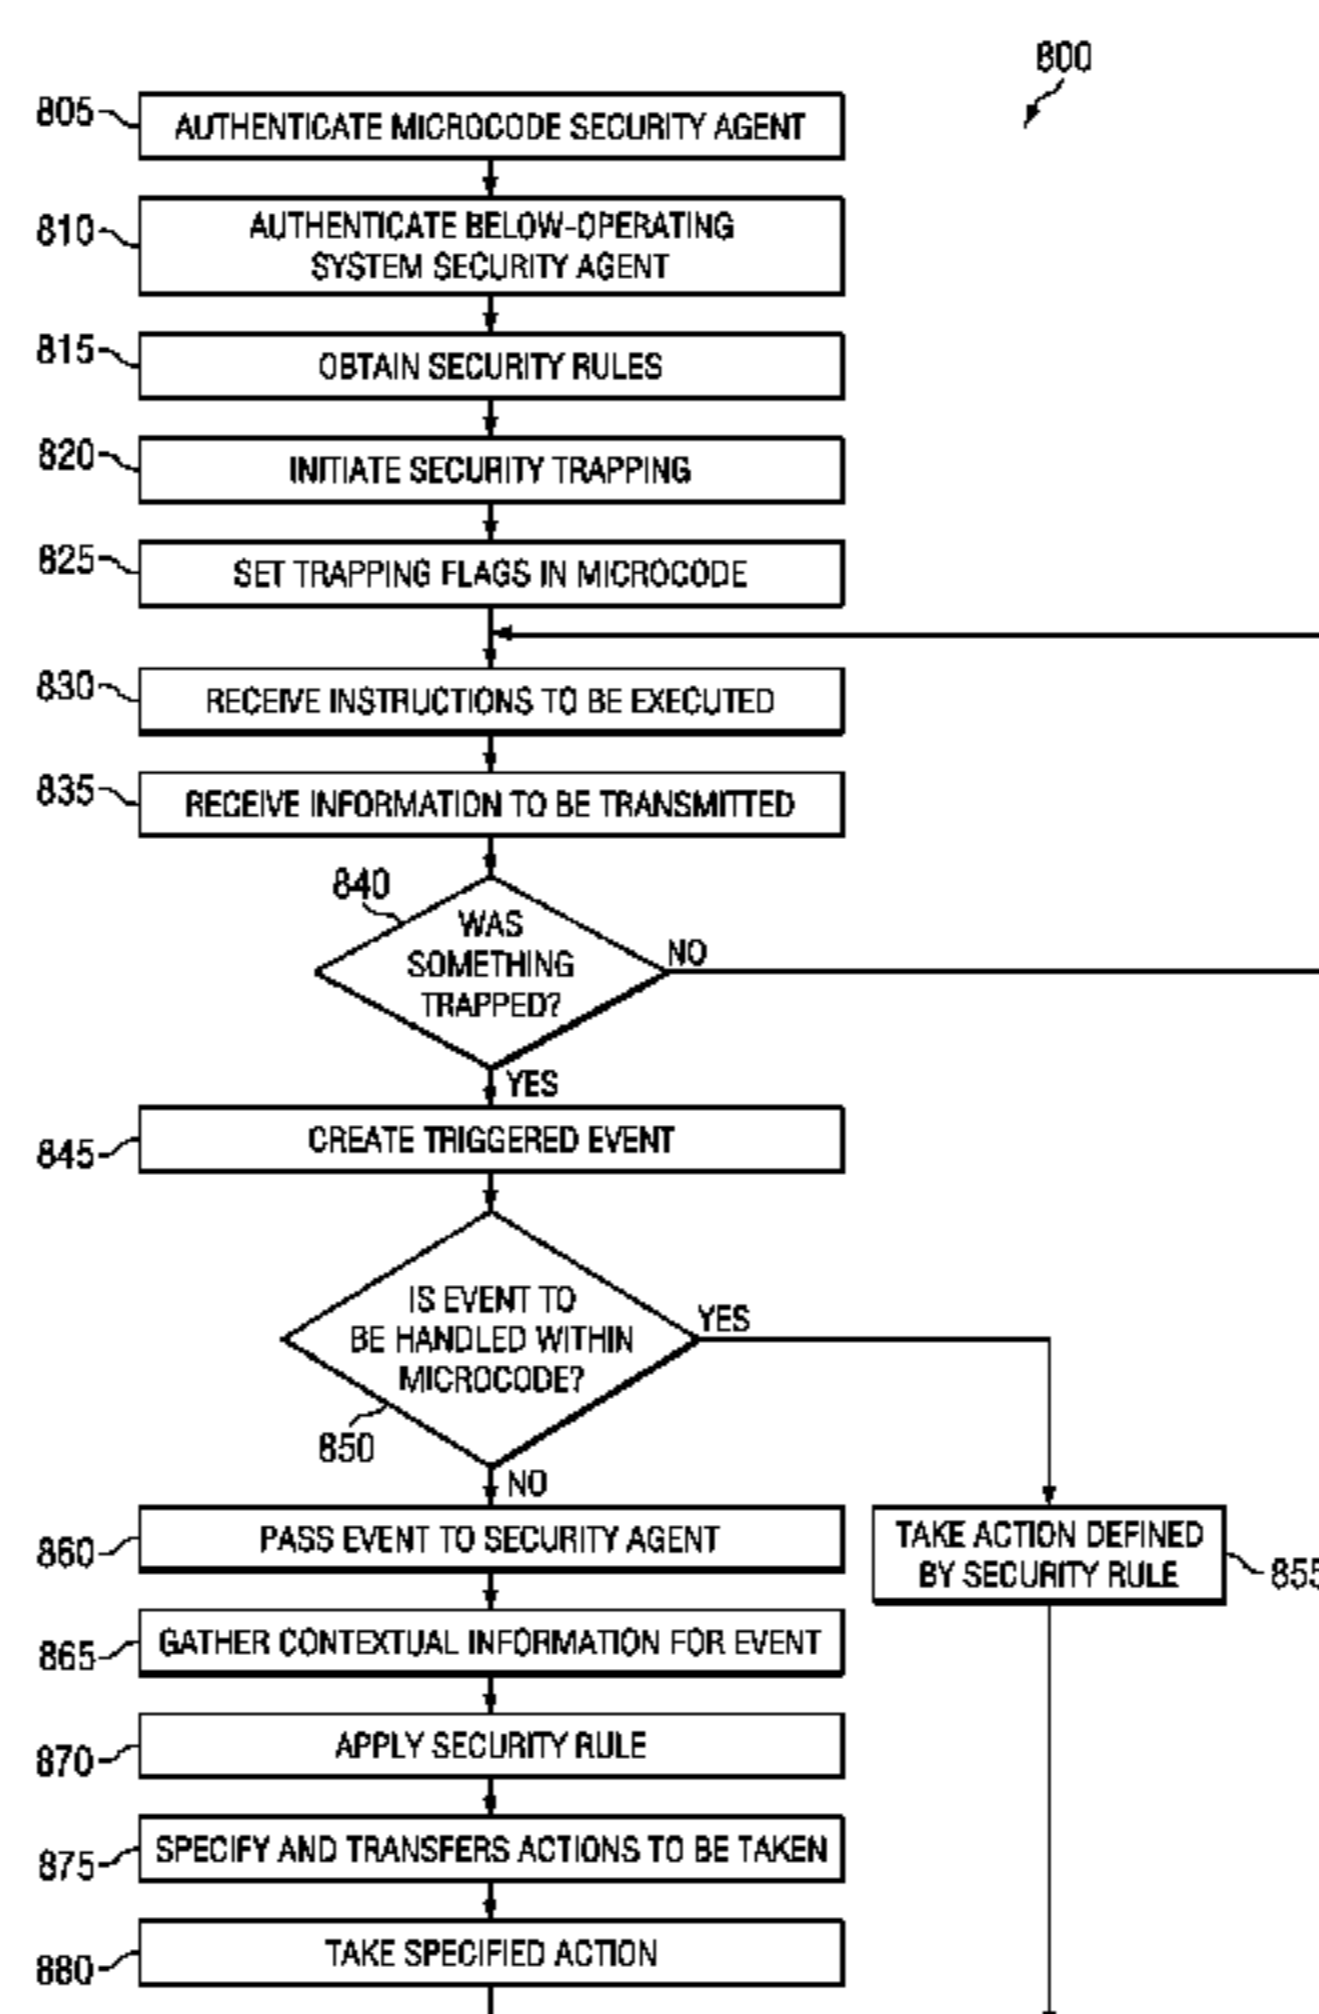 800
805
AUTHENTICATE MICROCODE SECURITY AGENT
810
AUTHENTICATE BELOW-OPERATING
SYSTEM SECURITY AGENT
815
OBTAIN SECURITY RULES
820
INITIATE SECURITY TRAPPING
825
SET TRAPPING FLAGS IN MICROCODE
830
RECEIVE INSTRUCTIONS TO BE EXECUTED
835
RECEIVE INFORMATION TO BE TRANSMITTED
840
WAS
SOMETHING
TRAPPED?
NO
YES
845
CREATE TRIGGERED EVENT
IS EVENT TO
BE HANDLED WITHIN
MICROCODE?
YES
850
NO
860
PASS EVENT TO SECURITY AGENT
TAKE ACTION DEFINED
BY SECURITY RULE
855
865
GATHER CONTEXTUAL INFORMATION FOR EVENT
870
APPLY SECURITY RULE
875
SPECIFY AND TRANSFERS ACTIONS TO BE TAKEN
880
TAKE SPECIFIED ACTION